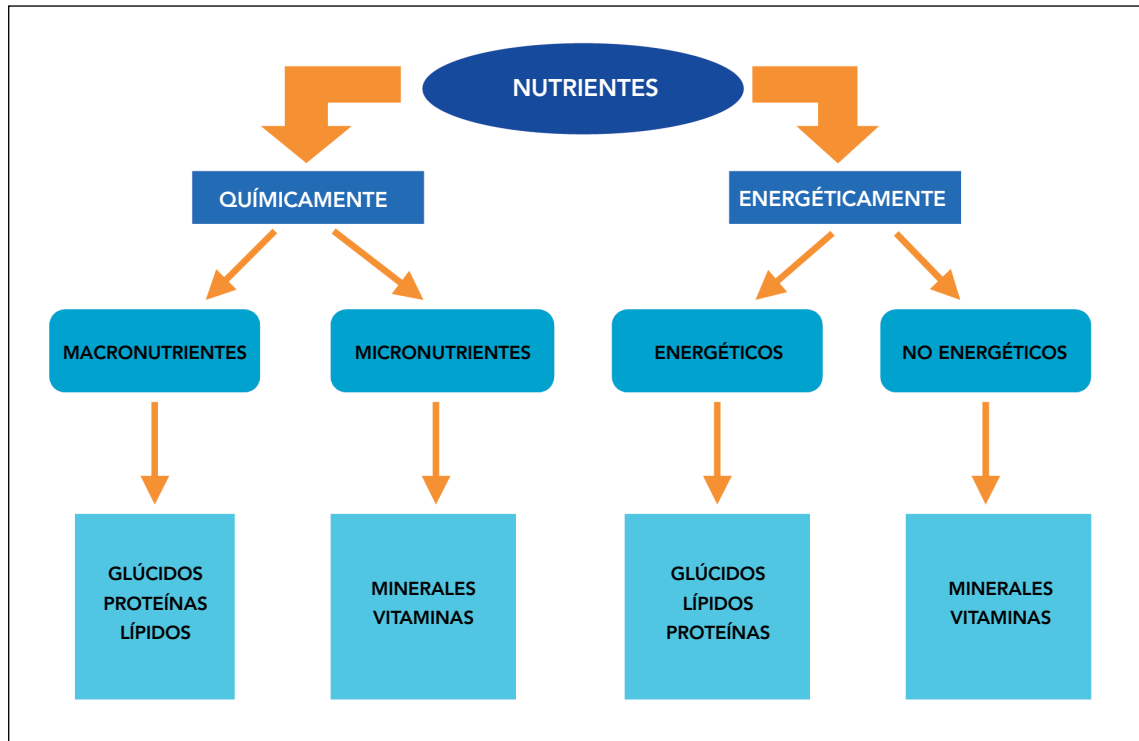 NUTRIENTES
QUÍMICAMENTE
ENERGÉTICAMENTE
MACRONUTRIENTES
MICRONUTRIENTES
ENERGÉTICOS
NO ENERGÉTICOS
GLÚCIDOS
PROTEÍNAS
LÍPIDOS
MINERALES
VITAMINAS
GLÚCIDOS
LÍPIDOS
PROTEÍNAS
MINERALES
VITAMINAS